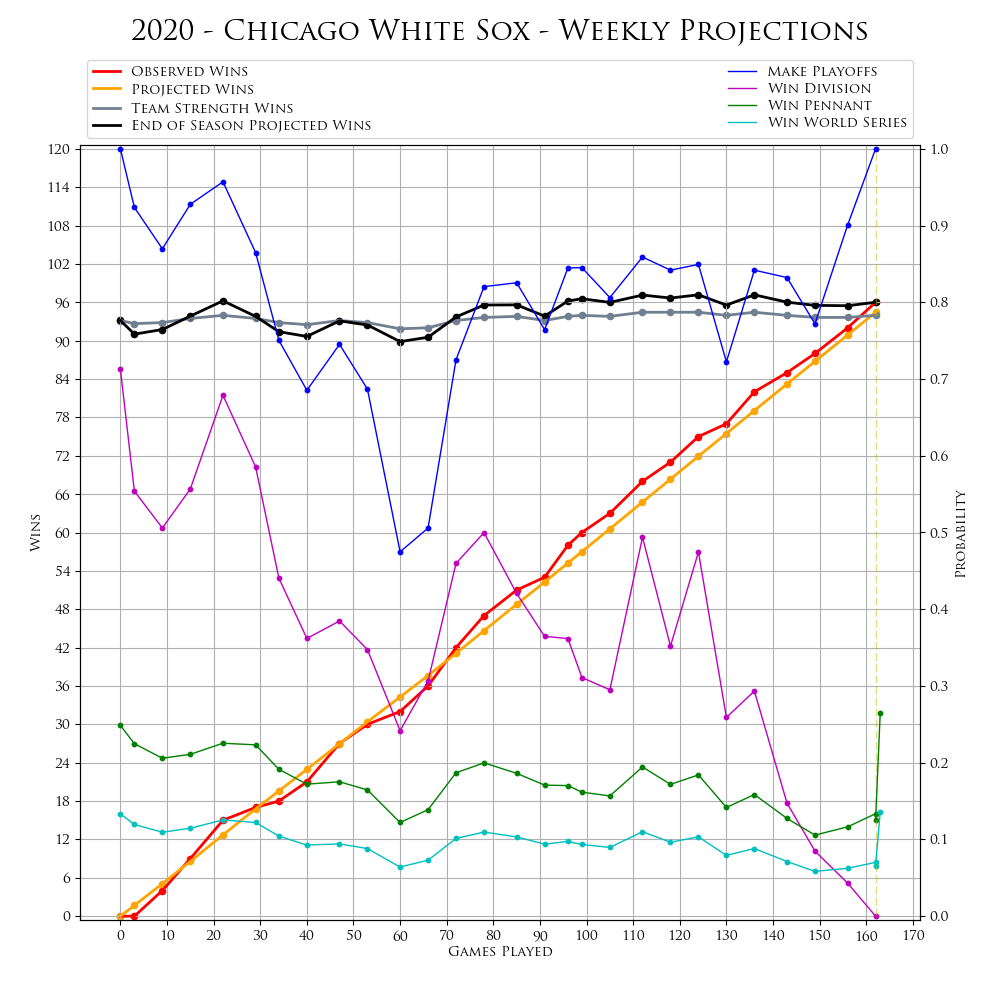 2020 - Chicago White Sox - Weekly Projections
Observed Wins
Projected Wins
Team Strength Wins
End of Season Projected Wins
Make Playoffs
Win Division
Win Pennant
Win World Series
120
114
108
102
96
90
84
78
72
66
60
54
48
42
36
30
24
18
12
6
0
Wins
1.0
0.9
0.8
0.7
0.6
0.5
0.4
0.3
0.2
0.1
0.0
Probability
0 10 20 30 40 50 60 70 80 90 100 110 120 130 140 150 160 170
Games Played